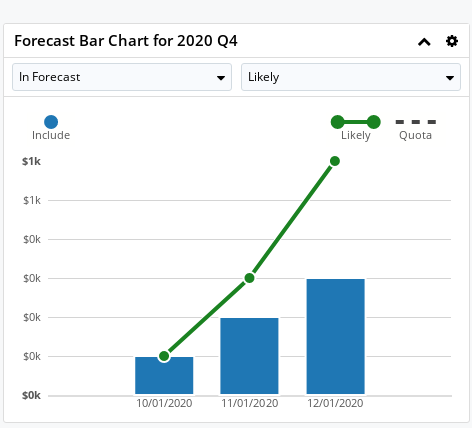 Forecast Bar Chart for 2020 Q4
In Forecast
Likely
Include
Likely
Quota
$1k
$1k
$0k
$0k
$0k
$0k
$0k
10/01/2020
11/01/2020
12/01/2020